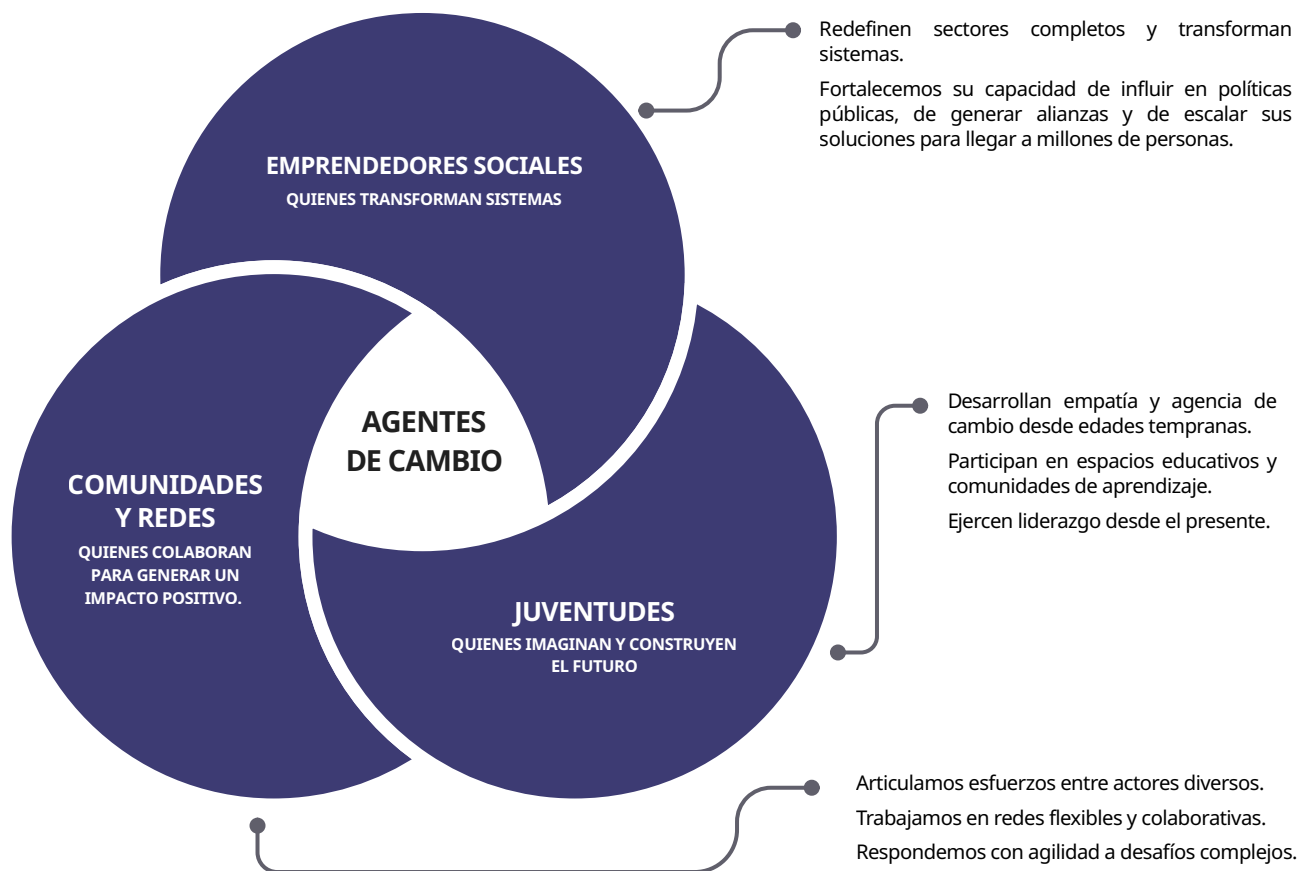 Redefinen sectores completos y transforman
sistemas.
Fortalecemos su capacidad de influir en políticas
públicas, de generar alianzas y de escalar sus
soluciones para llegar a millones de personas.
EMPRENDEDORES SOCIALES
QUIENES TRANSFORMAN SISTEMAS
AGENTES
DE CAMBIO
COMUNIDADES
Y REDES
QUIENES COLABORAN
PARA GENERAR UN
IMPACTO POSITIVO.
Desarrollan empatía y agencia de
cambio desde edades tempranas.
Participan en espacios educativos y
comunidades de aprendizaje.
Ejercen liderazgo desde el presente.
JUVENTUDES
QUIENES IMAGINAN Y CONSTRUYEN
EL FUTURO
Articulamos esfuerzos entre actores diversos.
Trabajamos en redes flexibles y colaborativas.
Respondemos con agilidad a desafíos complejos.